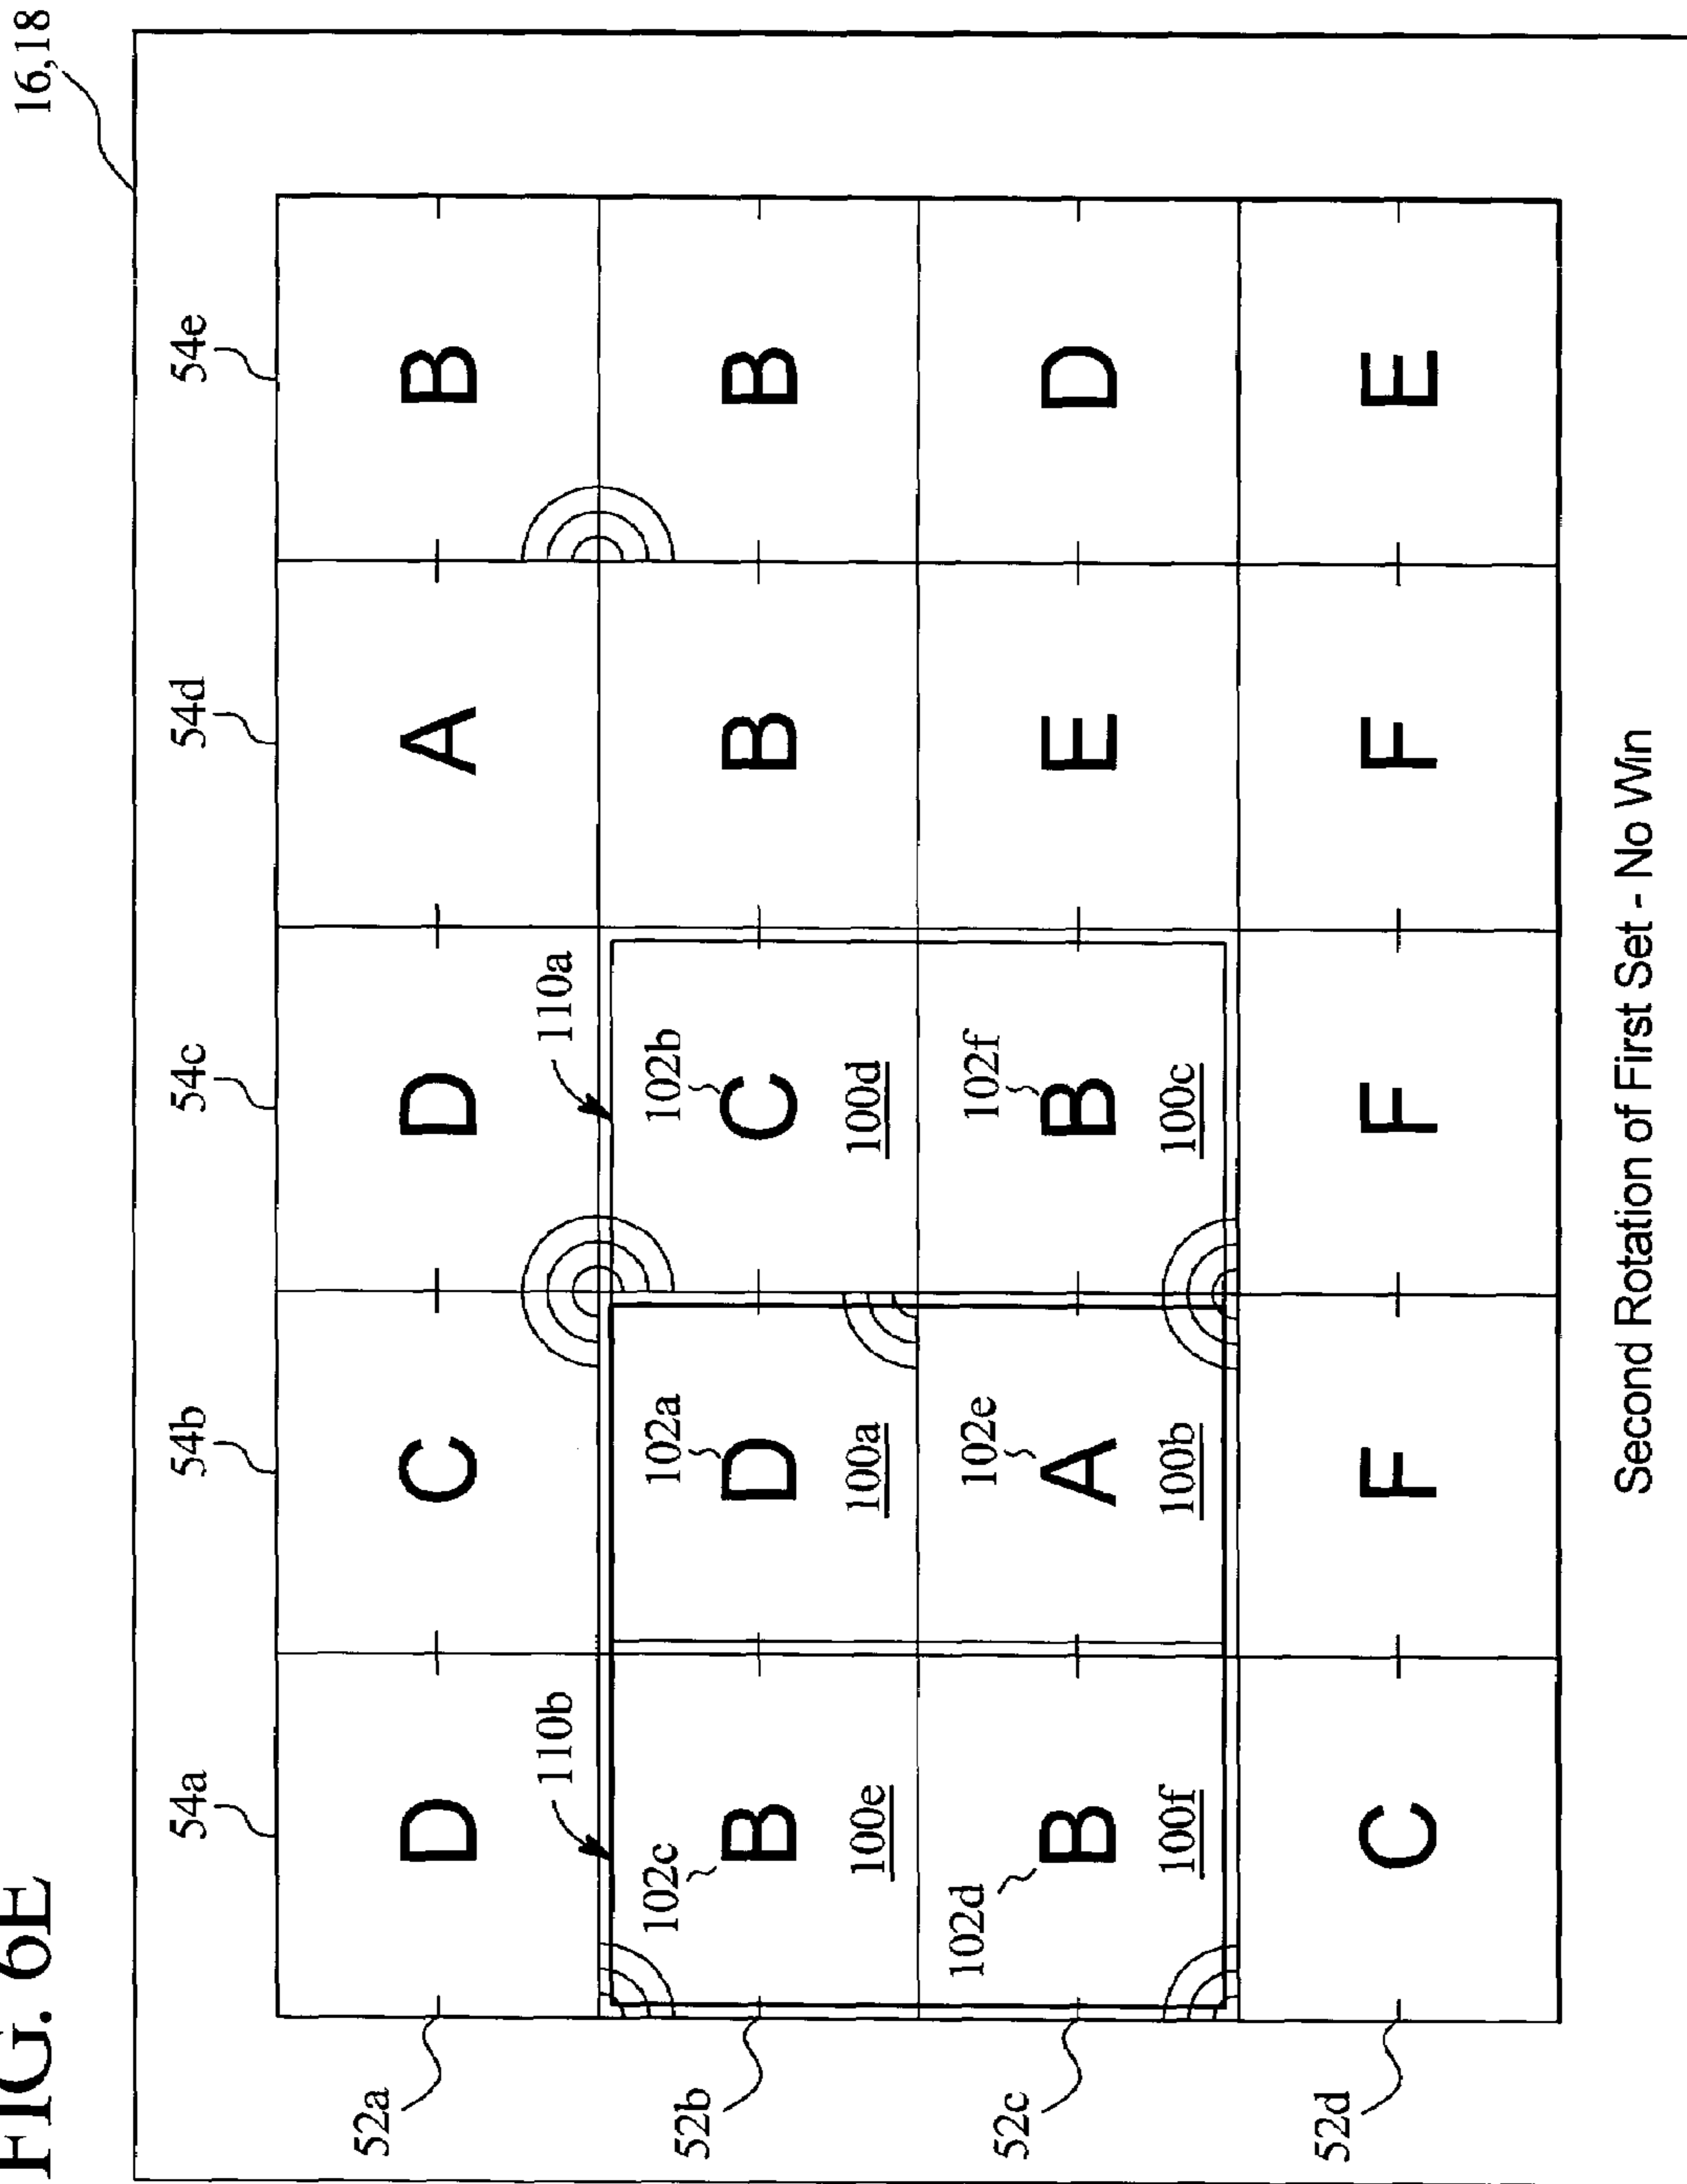 FIG. 6E
16,18
54a 54b 54c 54d 54e
52a D C D A B
110b 110a
102c 102a 102b
52b B D C B B
100e 100a 100d
102d 102e 102f
52c B A B E D
100f 100b 100c
52d C F F F E
Second Rotation of First Set - No Win